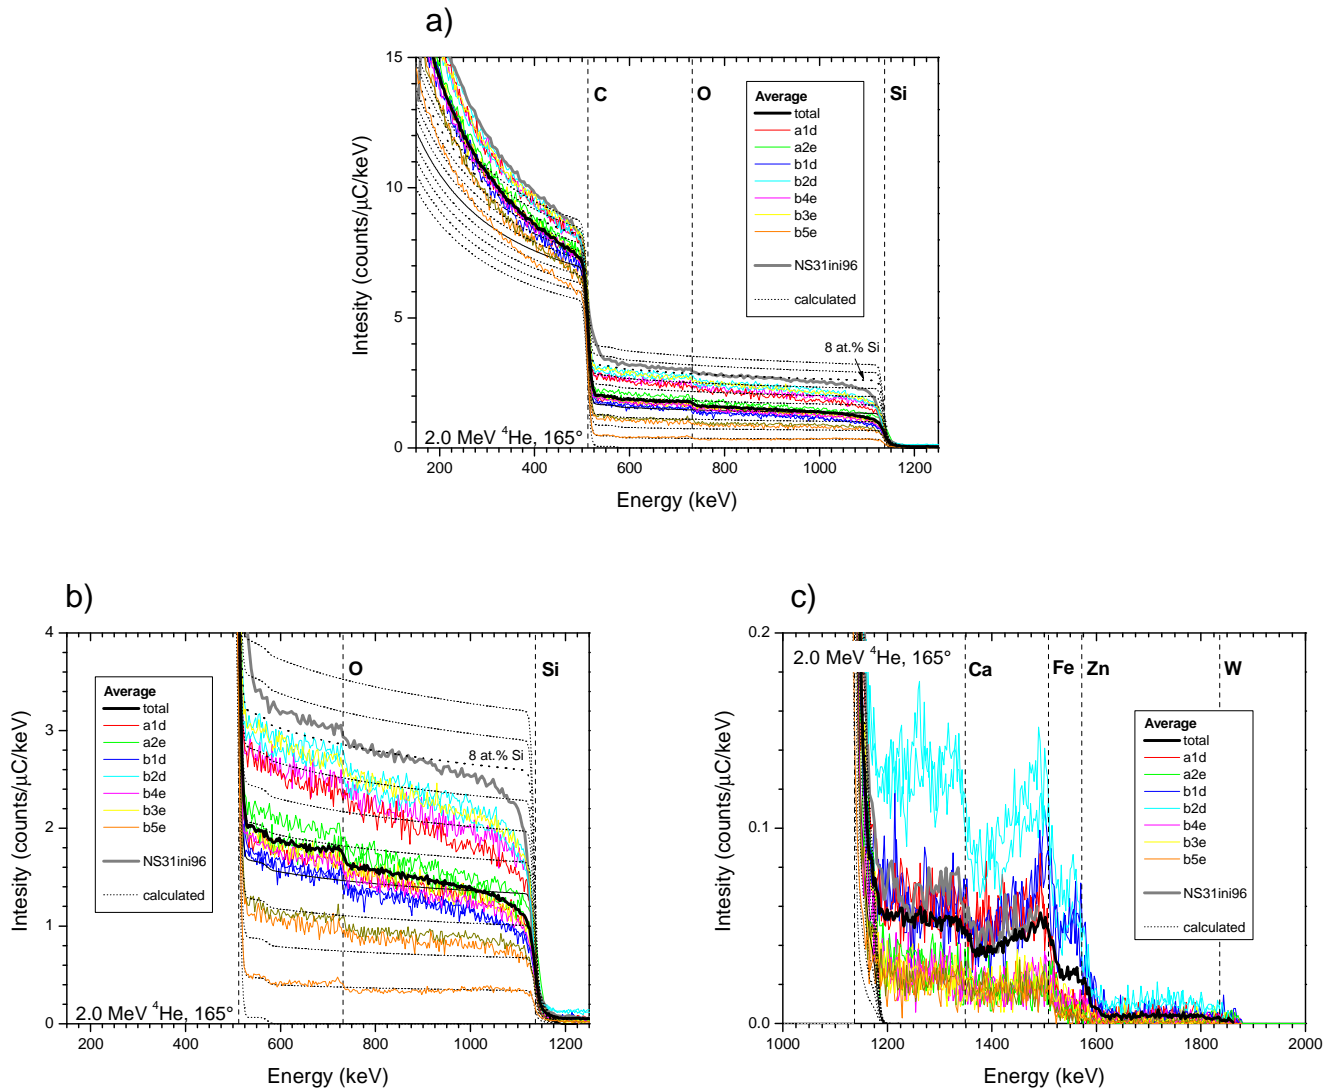 a)
15
10
5
0
Intesity (counts/μC/keV)
C
O
Si
Average
total
a1d
a2e
b1d
b2d
b4e
b3e
b5e
NS31ini96
calculated
8 at.% Si
2.0 MeV ⁴He, 165°
200 400 600 800 1000 1200
Energy (keV)
b)
4
3
2
1
0
Intesity (counts/μC/keV)
O
Si
Average
total
a1d
a2e
b1d
b2d
b4e
b3e
b5e
NS31ini96
calculated
8 at.% Si
2.0 MeV ⁴He, 165°
200 400 600 800 1000 1200
Energy (keV)
c)
0.2
0.1
0.0
Intesity (counts/μC/keV)
2.0 MeV ⁴He, 165°
Ca
Fe
Zn
W
Average
total
a1d
a2e
b1d
b2d
b4e
b3e
b5e
NS31ini96
calculated
1000 1200 1400 1600 1800 2000
Energy (keV)